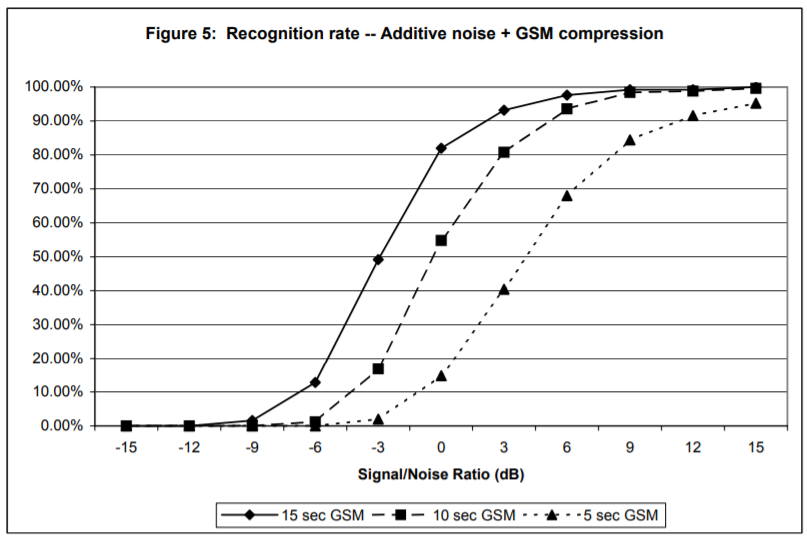 Figure 5:  Recognition rate -- Additive noise + GSM compression
100.00%
90.00%
80.00%
70.00%
60.00%
50.00%
40.00%
30.00%
20.00%
10.00%
0.00%
-15 -12 -9 -6 -3 0 3 6 9 12 15
Signal/Noise Ratio (dB)
15 sec GSM 10 sec GSM 5 sec GSM